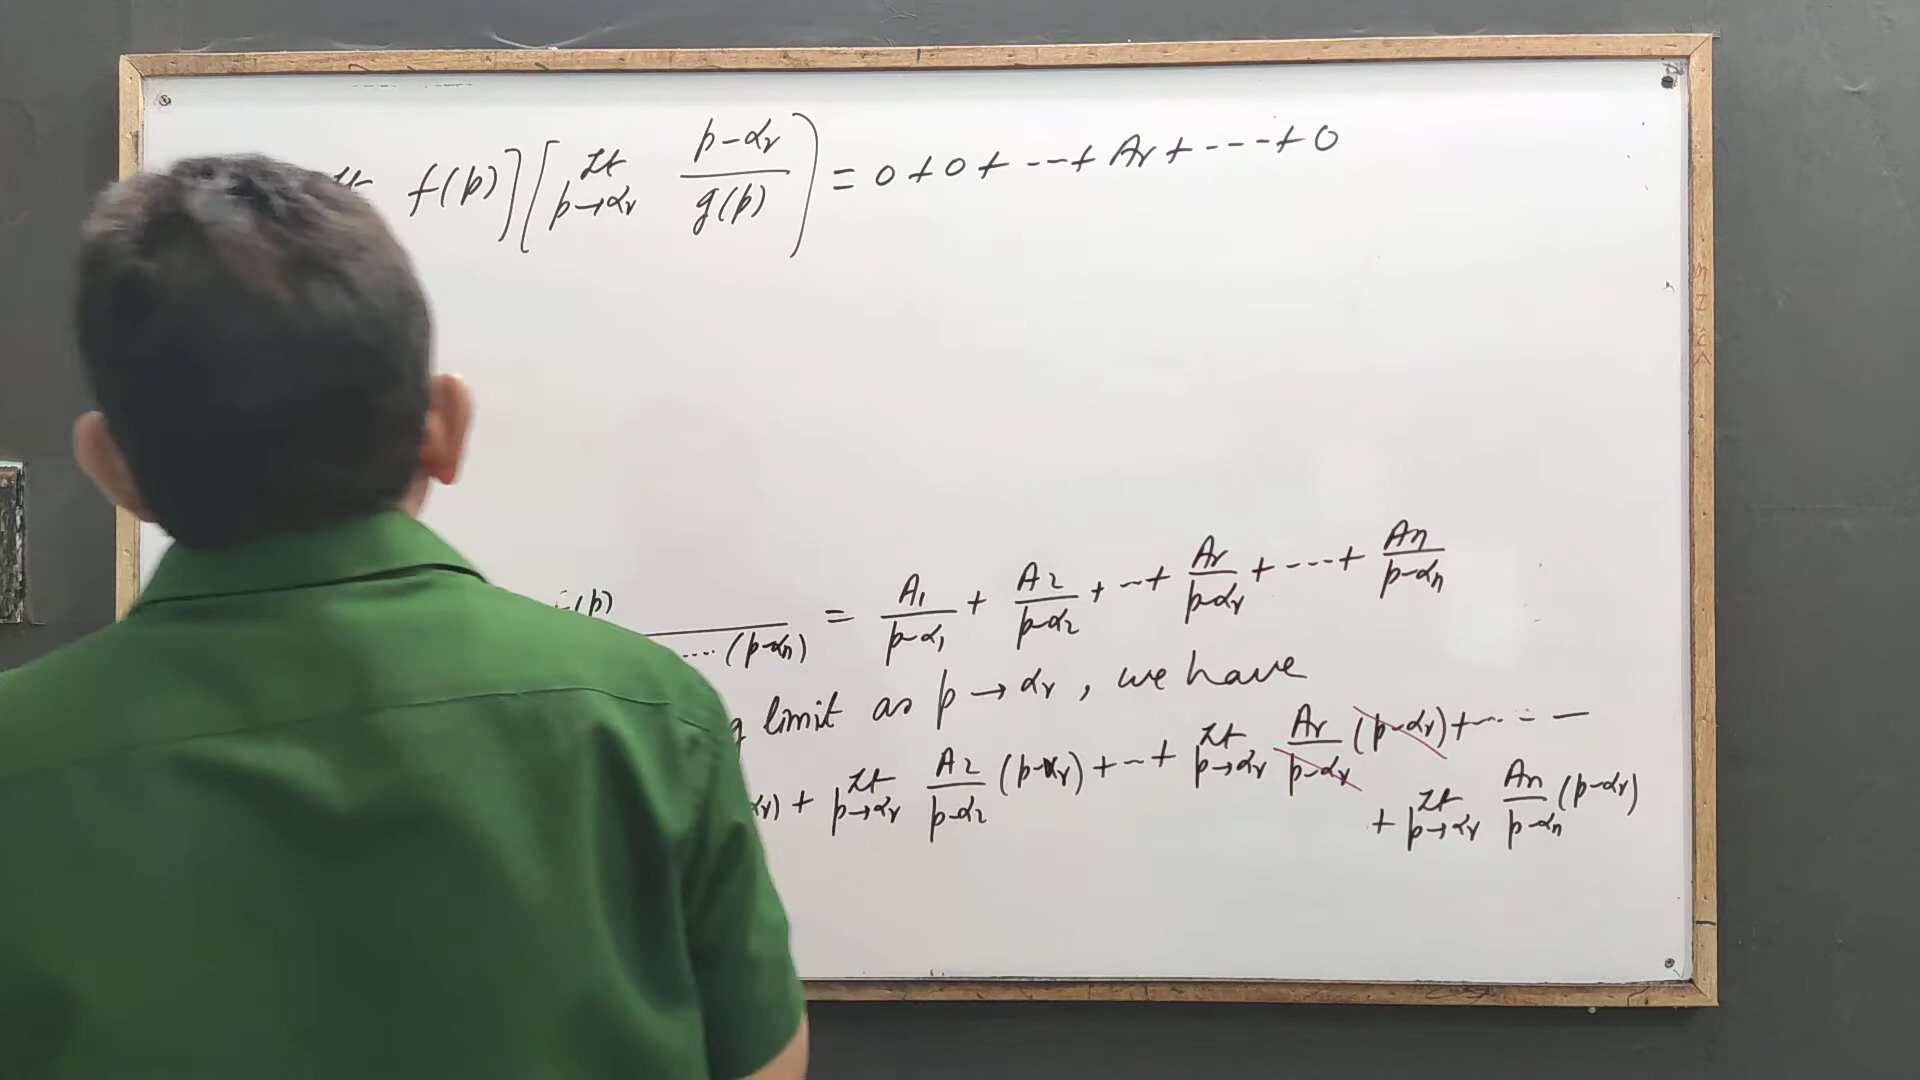 f(p)] [Lt p→αr (p-αr)/g(p)) = 0 + 0 + --+ Ar + ---+ 0
(p) / .... (p-αn) = A1/(p-α1) + A2/(p-α2) + --+ Ar/(p-αr) + ---+ An/(p-αn)
limit as p → αr, we have
αr) + Lt p→αr A2/(p-α2) (p-αr) + --+ Lt p→αr Ar/(p-αr) (p-αr) + -- - —
+ Lt p→αr An/(p-αn) (p-αr)